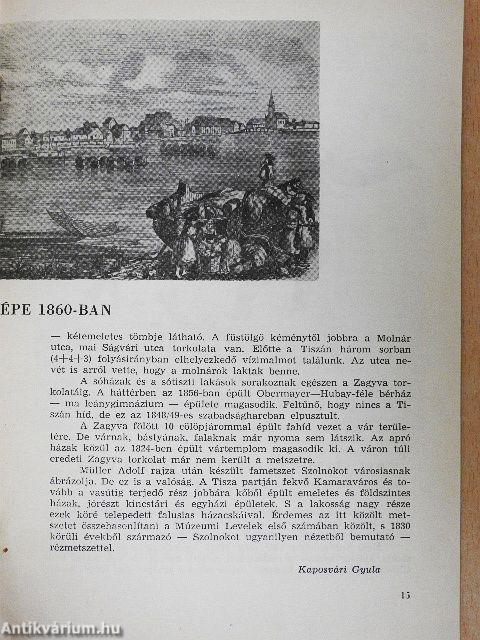 ÉPE 1860-BAN
— kétemeletes tömbje látható. A füstölgő kéménytől jobbra a Molnár
utca, mai Ságvári utca torkolata van. Előtte a Tiszán három sorban
(4+4+3) folyásirányban elhelyezkedő vízimalmot találunk. Az utca ne-
vét is arról vette, hogy a molnárok laktak benne.
A sóházak és a sótiszti lakások sorakoznak egészen a Zagyva tor-
kolatáig. A háttérben az 1856-ban épült Obermayer—Hubay-féle bérház
— ma leánygimnázium — épülete magasodik. Feltűnő, hogy nincs a Ti-
szán híd, de ez az 1848/49-es szabadságharcban elpusztult.
A Zagyva fölött 10 cölöpjárommal épült fahíd vezet a vár terüle-
tére. De várnak, bástyának, falaknak már nyoma sem látszik. Az apró
házak közül az 1824-ben épült vártemplom magasodik ki. A váron túli
eredeti Zagyva torkolat már nem került a metszetre.
Müller Adolf rajza után készült fametszet Szolnokot városiasnak
ábrázolja. De ez is a valóság. A Tisza partján fekvő Kamaraváros és to-
vább a vasútig terjedő rész jobbára kőből épült emeletes és földszintes
házak, jórészt kincstári és egyházi épületek. S a lakosság nagy része
ezek köré telepedett falusias házacskáival. Érdemes az itt közölt met-
szetet összehasonlítani a Múzeumi Levelek első számában közölt, s 1830
körüli évekből származó — Szolnokot ugyanilyen nézetből bemutató —
rézmetszettel.
Kaposvári Gyula
15
Antikvárium.hu